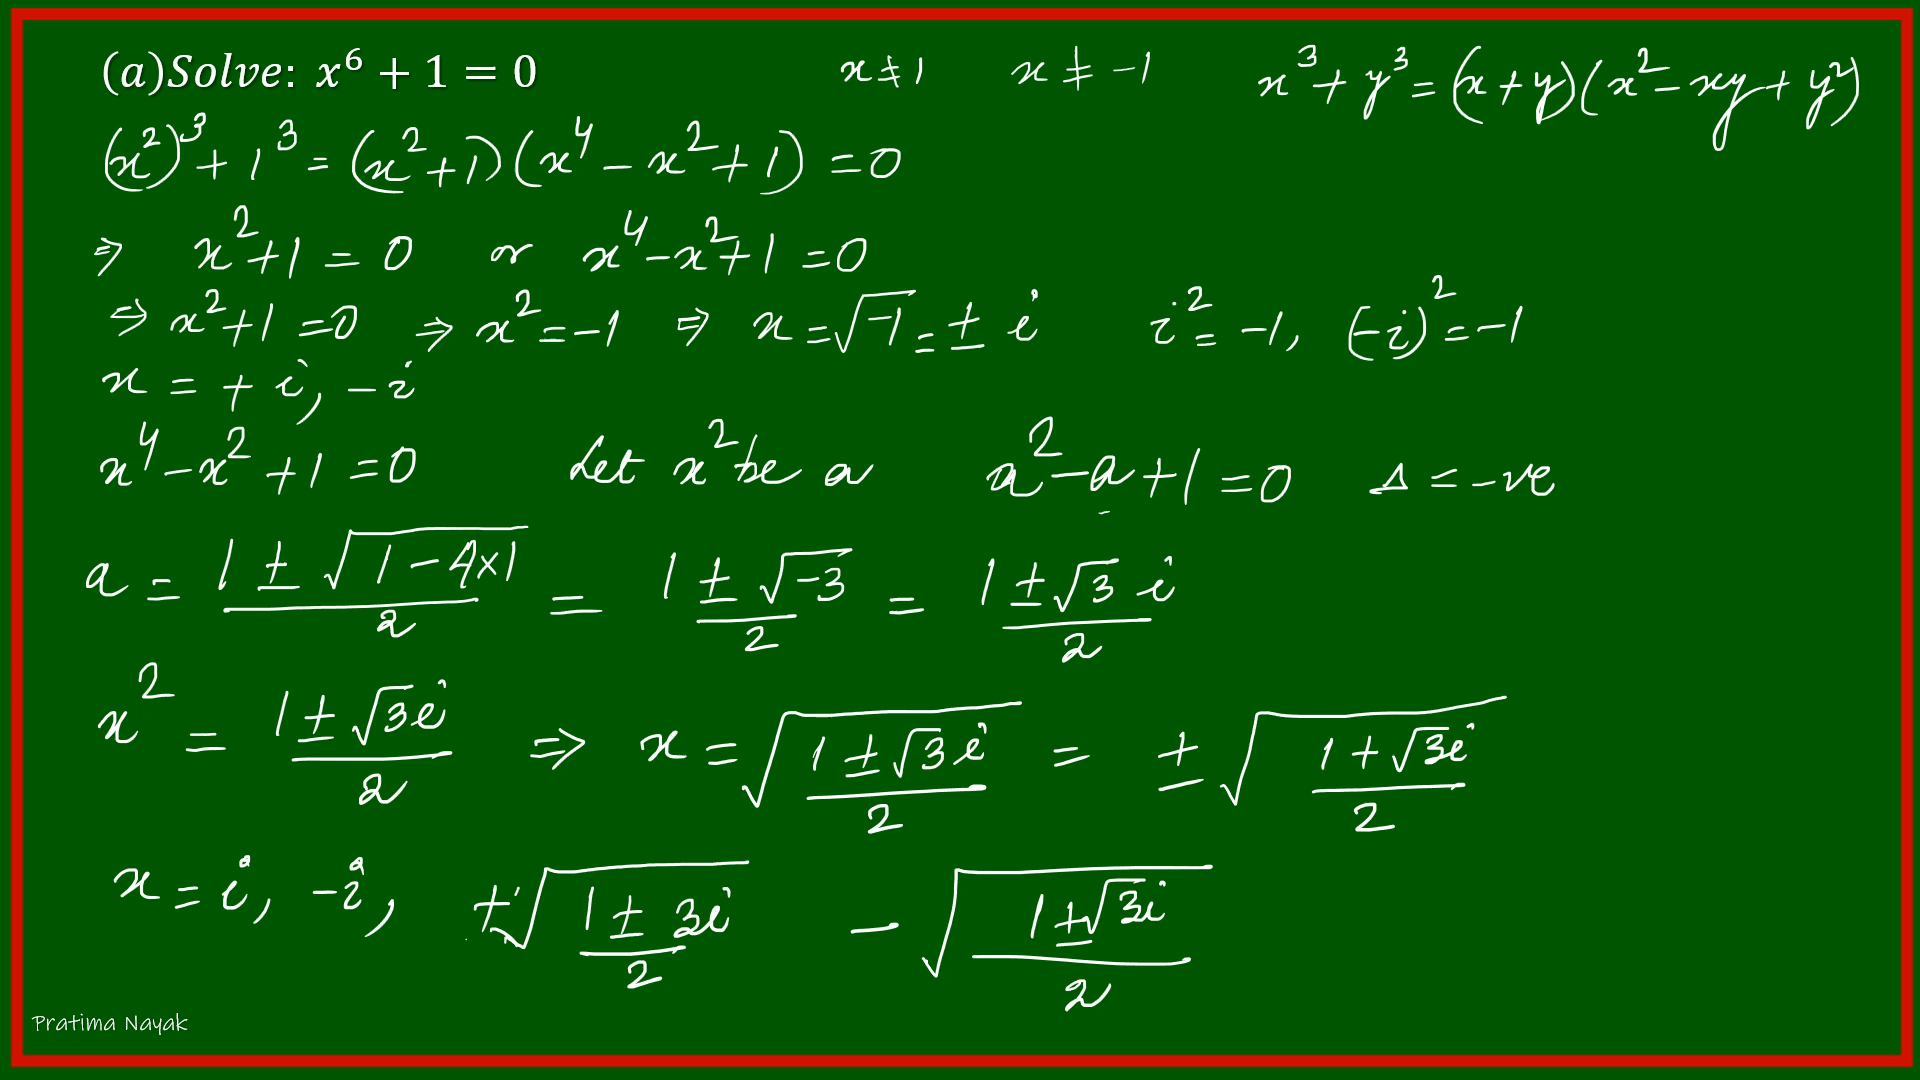 (a)Solve: x⁶ + 1 = 0    x ≠ 1    x ≠ -1    x³ + y³ = (x + y)(x² - xy + y²)
(x²)³ + 1³ = (x² + 1)(x⁴ - x² + 1) = 0
⇒ x² + 1 = 0 or x⁴ - x² + 1 = 0
⇒ x² + 1 = 0 ⇒ x² = -1 ⇒ x = √-1 = ± i    i² = -1, (-i)² = -1
x = + i, - i
x⁴ - x² + 1 = 0    Let x² be a    a² - a + 1 = 0    Δ = -ve
a = (1 ± √(1 - 4×1))/2 = (1 ± √-3)/2 = (1 ± √3 i)/2
x² = (1 ± √3 i)/2 ⇒ x = √((1 ± √3 i)/2) = ± √((1 + √3 i)/2)
x = i, -i, +√((1 ± 3i)/2)    - √((1 ± √3 i)/2)
Pratima Nayak